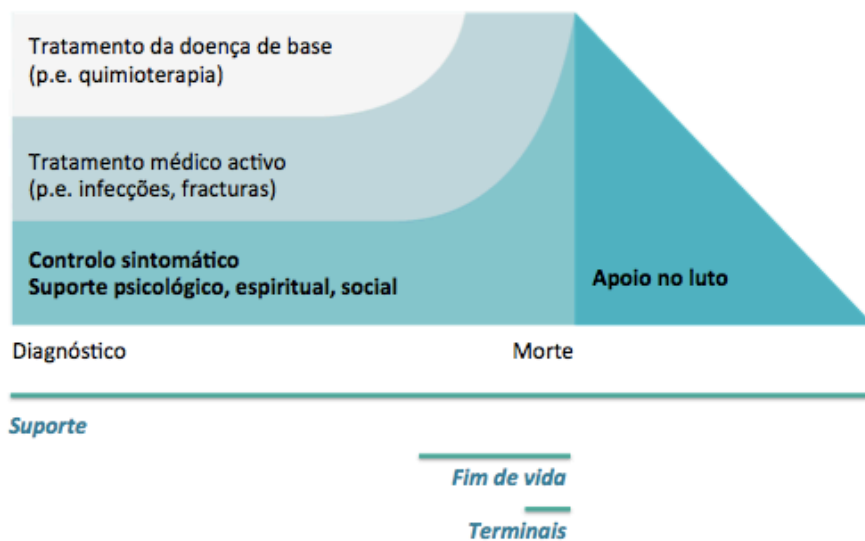 Tratamento da doença de base
(p.e. quimioterapia)
Tratamento médico activo
(p.e. infecções, fracturas)
Controlo sintomático
Suporte psicológico, espiritual, social
Apoio no luto
Diagnóstico
Morte
Suporte
Fim de vida
Terminais